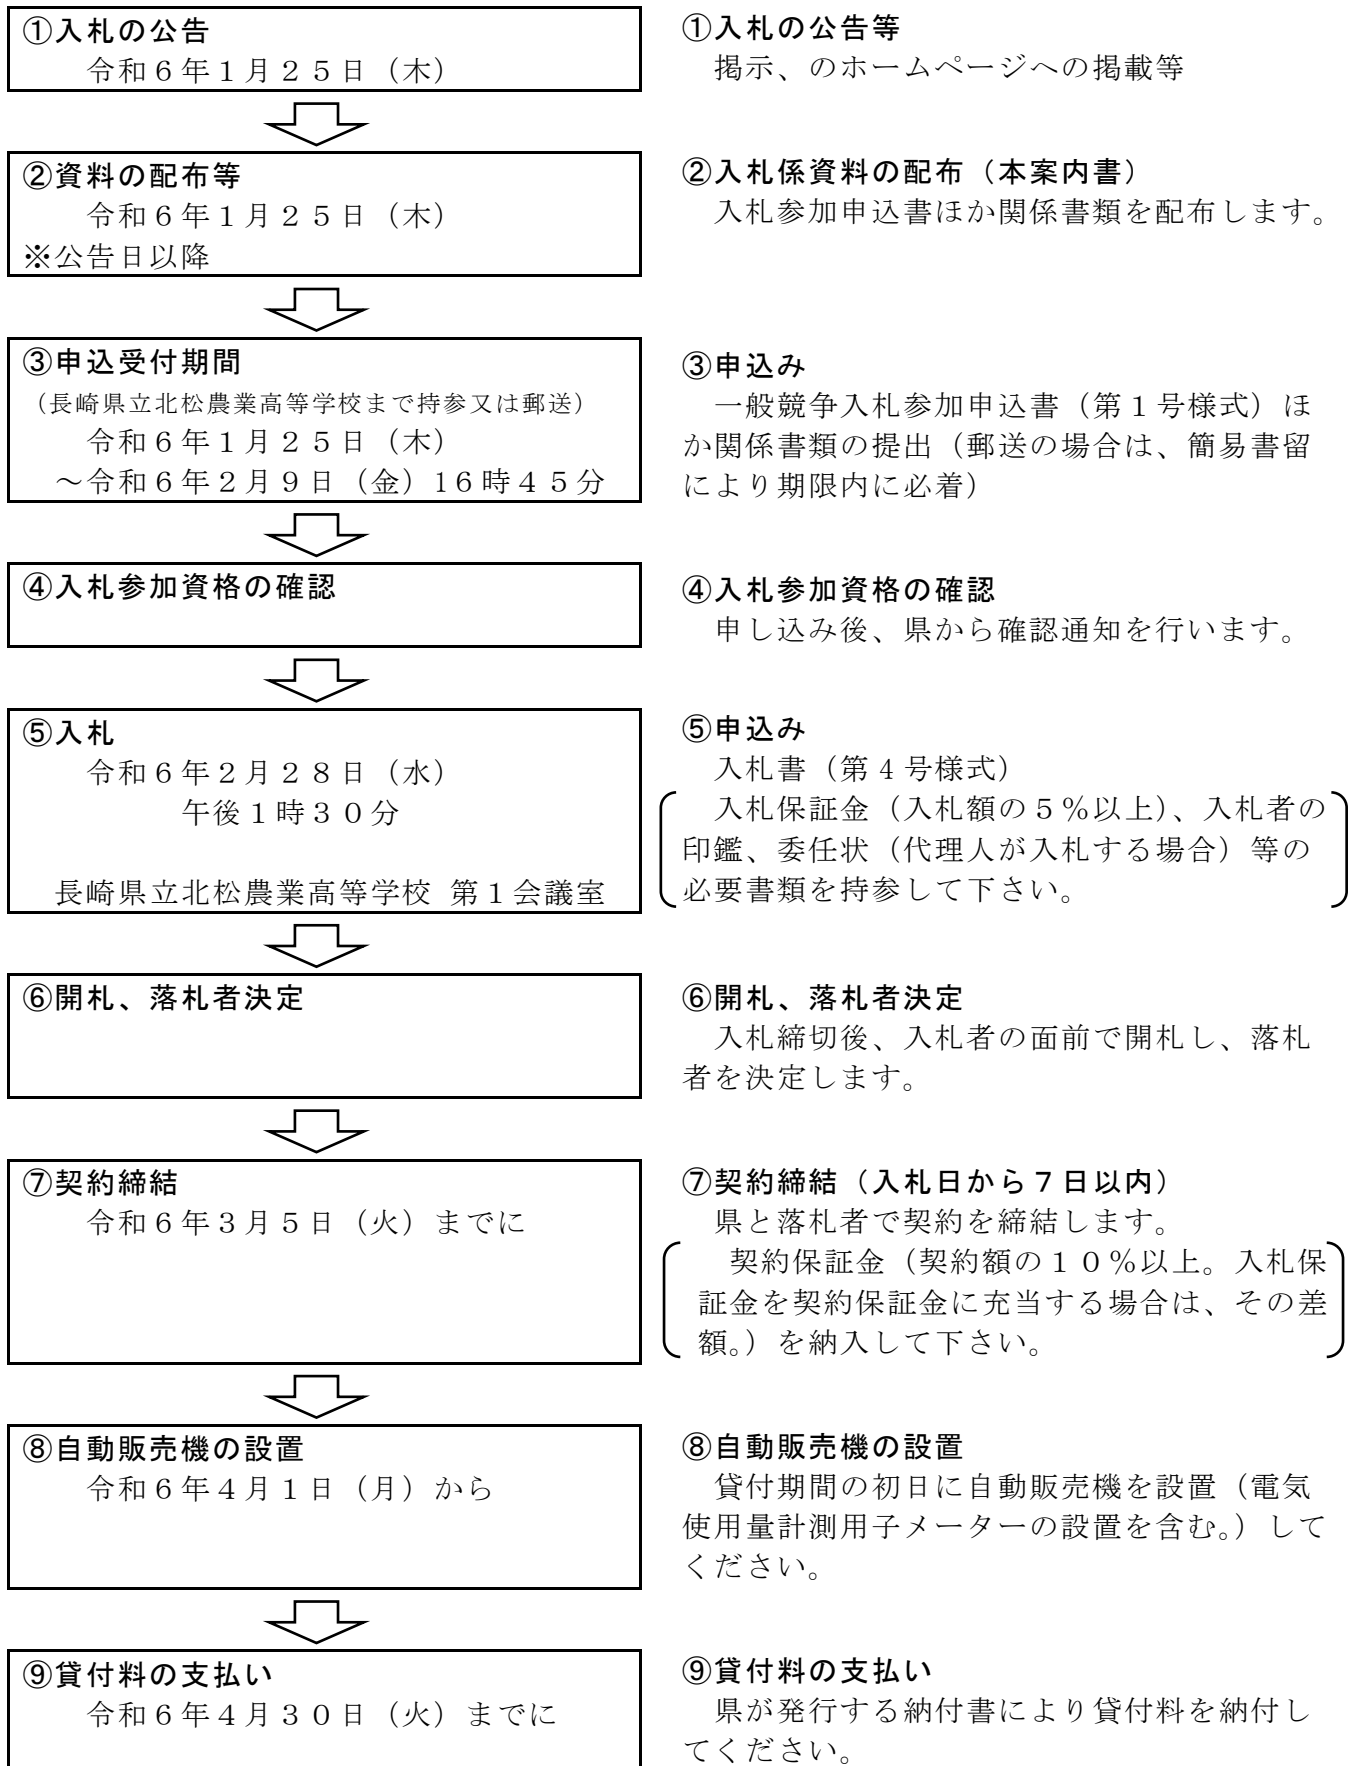 ①入札の公告
令和６年１月２５日（木）
①入札の公告等
掲示、のホームページへの掲載等
②資料の配布等
令和６年１月２５日（木）
※公告日以降
②入札係資料の配布（本案内書）
入札参加申込書ほか関係書類を配布します。
③申込受付期間
（長崎県立北松農業高等学校まで持参又は郵送）
令和６年１月２５日（木）
～令和６年２月９日（金）16時４５分
③申込み
一般競争入札参加申込書（第１号様式）ほ
か関係書類の提出（郵送の場合は、簡易書留
により期限内に必着）
④入札参加資格の確認
④入札参加資格の確認
申し込み後、県から確認通知を行います。
⑤入札
令和６年２月２８日（水）
午後１時３０分
長崎県立北松農業高等学校 第１会議室
⑤申込み
入札書（第４号様式）
入札保証金（入札額の５％以上）、入札者の
印鑑、委任状（代理人が入札する場合）等の
必要書類を持参して下さい。
⑥開札、落札者決定
⑥開札、落札者決定
入札締切後、入札者の面前で開札し、落札
者を決定します。
⑦契約締結
令和６年３月５日（火）までに
⑦契約締結（入札日から７日以内）
県と落札者で契約を締結します。
契約保証金（契約額の１０％以上。入札保
証金を契約保証金に充当する場合は、その差
額。）を納入して下さい。
⑧自動販売機の設置
令和６年４月１日（月）から
⑧自動販売機の設置
貸付期間の初日に自動販売機を設置（電気
使用量計測用子メーターの設置を含む。）して
ください。
⑨貸付料の支払い
令和６年４月３０日（火）までに
⑨貸付料の支払い
県が発行する納付書により貸付料を納付し
てください。